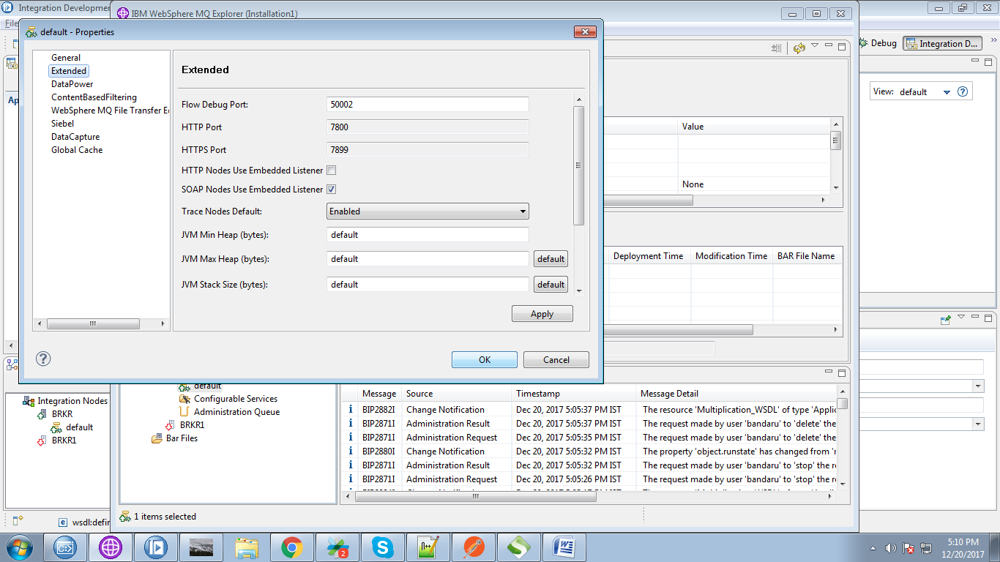 Integration Developmen
IBM WebSphere MQ Explorer (Installation1)
File
default - Properties
General
Extended
DataPower
ContentBasedFiltering
WebSphere MQ File Transfer E
Siebel
DataCapture
Global Cache
Extended
Flow Debug Port: 50002
HTTP Port 7800
HTTPS Port 7899
HTTP Nodes Use Embedded Listener
SOAP Nodes Use Embedded Listener
Trace Nodes Default: Enabled
JVM Min Heap (bytes): default
JVM Max Heap (bytes): default default
JVM Stack Size (bytes): default default
Apply
OK Cancel
Debug Integration D...
Ap
View: default
Value
None
Deployment Time Modification Time BAR File Name
Integration Nodes
BRKR
default
BRKR1
default
Configurable Services
Administration Queue
BRKR1
Bar Files
Message Source Timestamp Message Detail
BIP2882I Change Notification Dec 20, 2017 5:05:37 PM IST The resource 'Multiplication_WSDL' of type 'Applic
BIP2871I Administration Result Dec 20, 2017 5:05:37 PM IST The request made by user 'bandaru' to 'delete' the
BIP2871I Administration Request Dec 20, 2017 5:05:35 PM IST The request made by user 'bandaru' to 'delete' the
BIP2880I Change Notification Dec 20, 2017 5:05:32 PM IST The property 'object.runstate' has changed from 'r
BIP2871I Administration Result Dec 20, 2017 5:05:32 PM IST The request made by user 'bandaru' to 'stop' the r
BIP2871I Administration Request Dec 20, 2017 5:05:26 PM IST The request made by user 'bandaru' to 'stop' the r
1 items selected
wsdl:defin
2
5:10 PM
12/20/2017